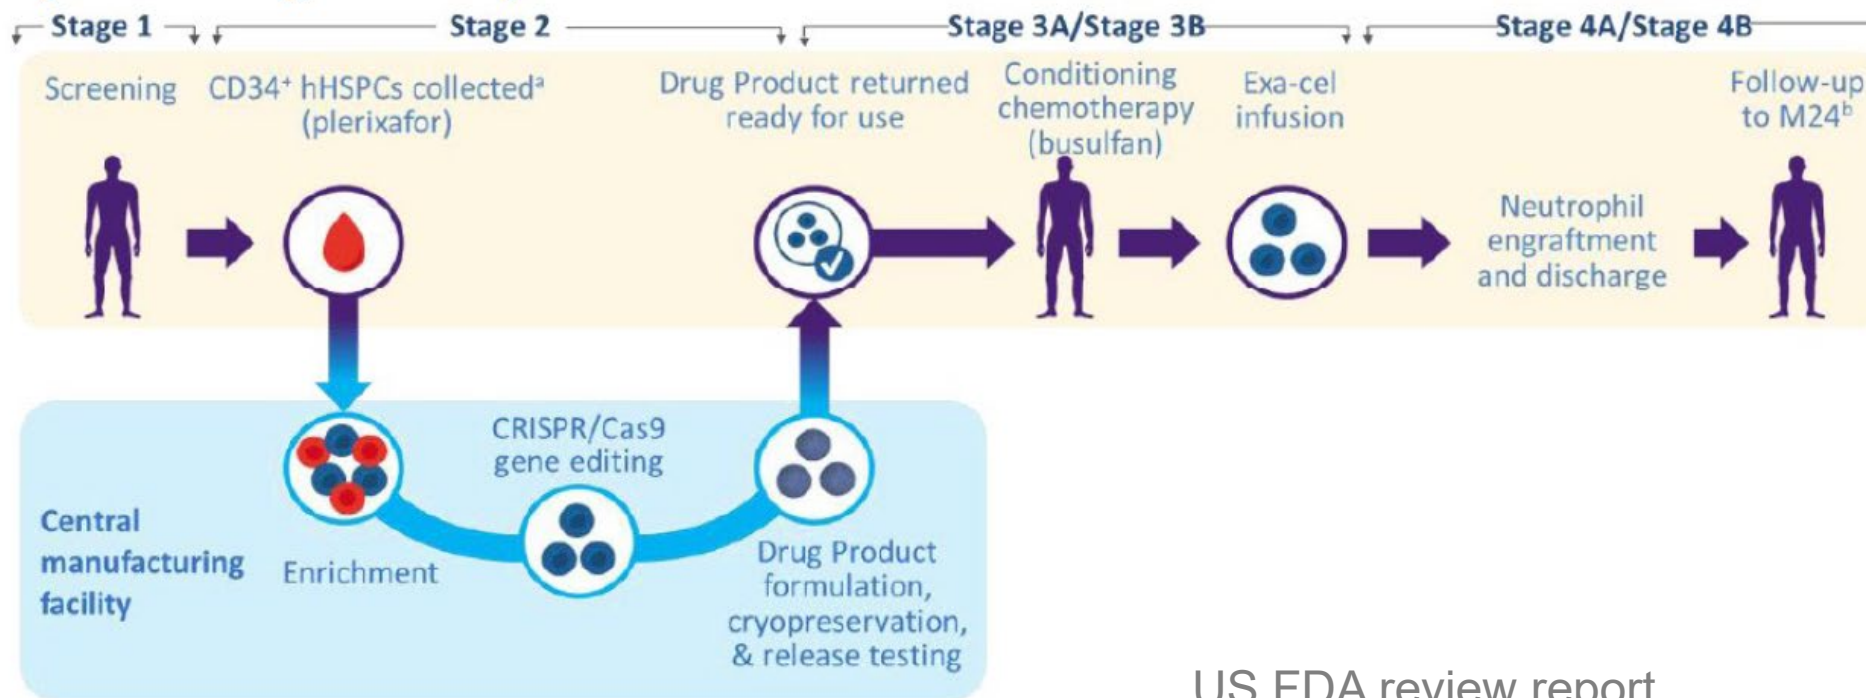 Stage 1
Stage 2
Stage 3A/Stage 3B
Stage 4A/Stage 4B
Screening
CD34⁺ hHSPCs collectedᵃ
(plerixafor)
Drug Product returned
ready for use
Conditioning
chemotherapy
(busulfan)
Exa-cel
infusion
Neutrophil
engraftment
and discharge
Follow-up
to M24ᵇ
Central
manufacturing
facility
Enrichment
CRISPR/Cas9
gene editing
Drug Product
formulation,
cryopreservation,
& release testing
US FDA review report